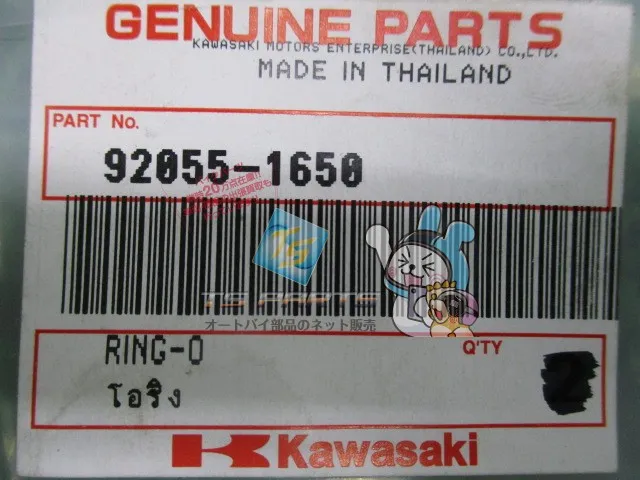 GENUINE PARTS
KAWASAKI MOTORS ENTERPRISE(THAILAND) CO.,LTD.
MADE IN THAILAND
PART No.
92055-1650
TS PARTS
オートバイ部品のネット販売
RING-O
Q'TY
โอริง
Kawasaki